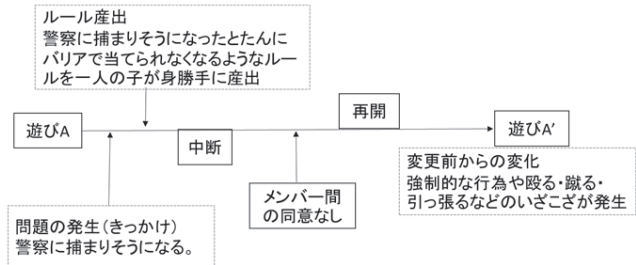 ルール産出
警察に捕まりそうになったとたんに
バリアで当てられなくなるようなルー
ルを一人の子が身勝手に産出
再開
遊びA
遊びA’
中断
変更前からの変化
強制的な行為や殴る・蹴る・
引っ張るなどのいざこざが発生
メンバー間
の同意なし
問題の発生(きっかけ)
警察に捕まりそうになる。